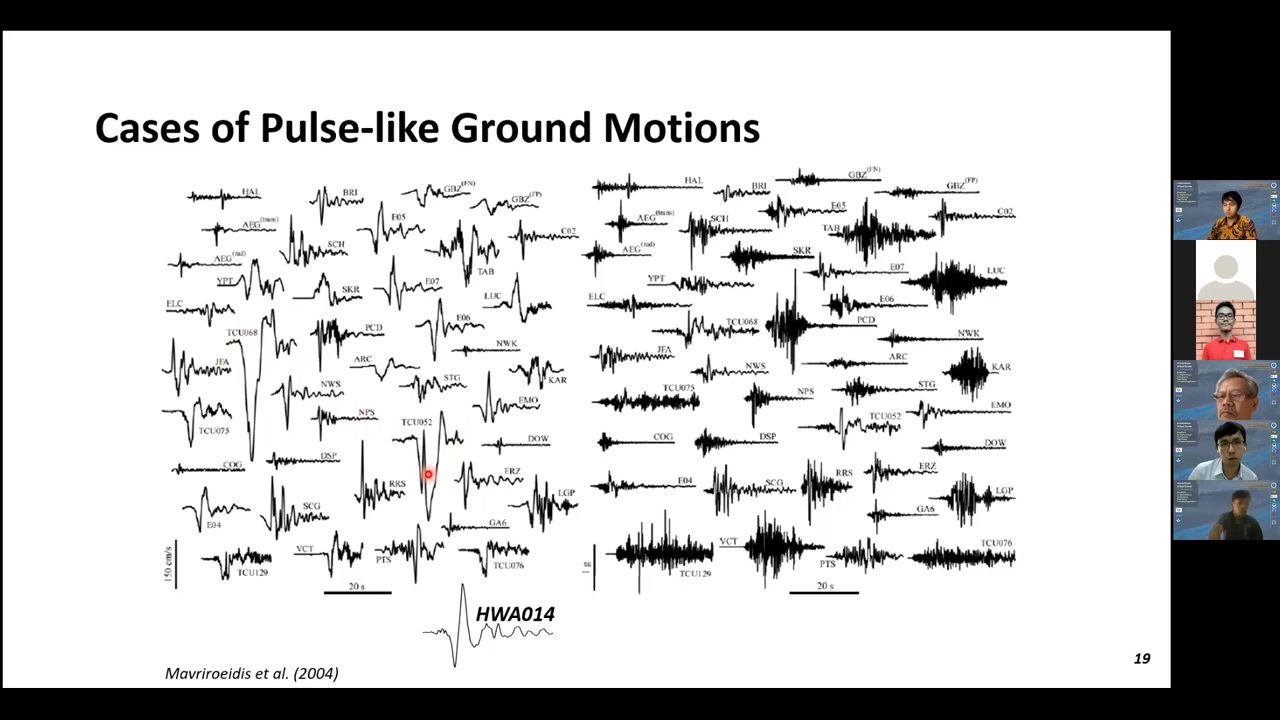 Cases of Pulse-like Ground Motions
HAL
BRI
GBZ(FN)
GBZ(FP)
AEG(trans)
E05
C02
SCH
AEG(rad)
TAB
YPT
SKR
E07
LUC
ELC
TCU068
PCD
E06
NWK
JFA
ARC
STG
KAR
NWS
EMO
TCU075
NPS
TCU052
DOW
COG
DSP
ERZ
RRS
LGP
E04
SCG
GA6
TCU129
VCT
PTS
TCU076
150 cm/s
20 s
HAL
BRI
GBZ(FN)
GBZ(FP)
AEG(trans)
SCH
E05
C02
TAB
AEG(rad)
SKR
E07
LUC
YPT
ELC
E06
TCU068
PCD
NWK
JFA
NWS
ARC
KAR
TCU075
NPS
STG
TCU052
EMO
COG
DSP
DOW
E04
SCG
RRS
ERZ
LGP
GA6
TCU129
VCT
PTS
TCU076
20 s
HWA014
Mavriroeidis et al. (2004)
19